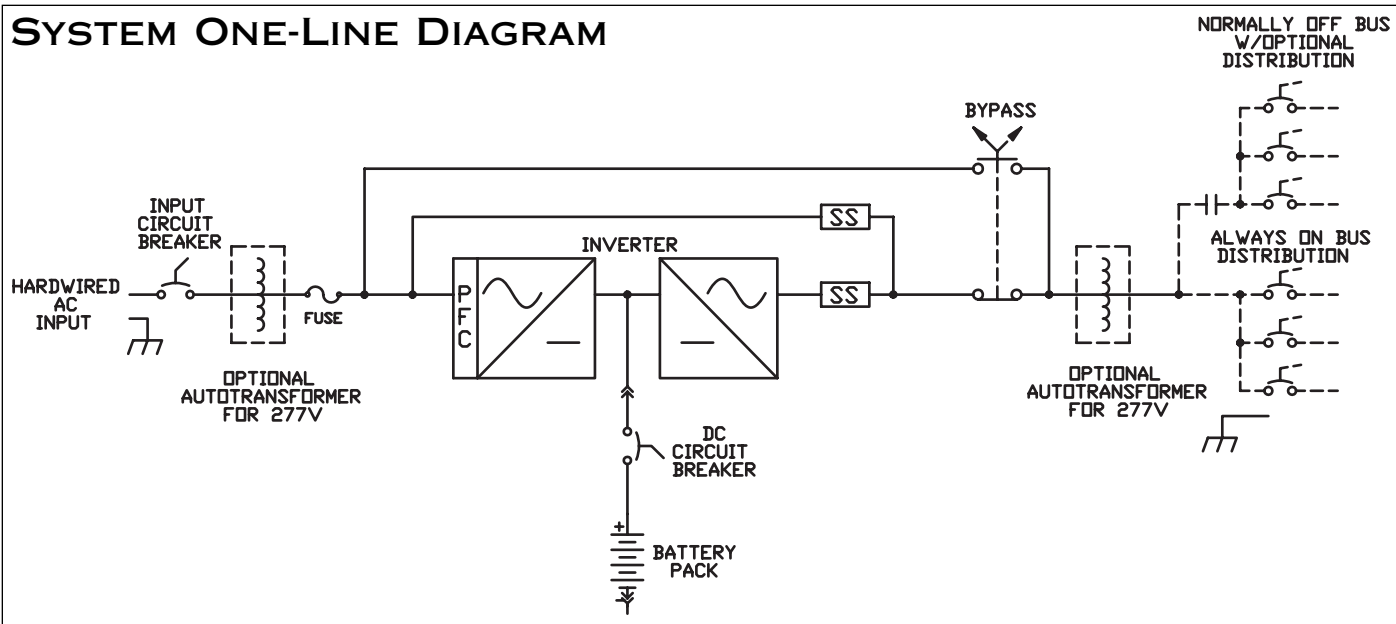 SYSTEM ONE-LINE DIAGRAM
NORMALLY OFF BUS
W/OPTIONAL
DISTRIBUTION
BYPASS
INPUT
CIRCUIT
BREAKER
SS
INVERTER
ALWAYS ON BUS
DISTRIBUTION
HARDWIRED
AC
INPUT
FUSE
P
F
C
SS
OPTIONAL
AUTOTRANSFORMER
FOR 277V
OPTIONAL
AUTOTRANSFORMER
FOR 277V
DC
CIRCUIT
BREAKER
+
BATTERY
PACK
-